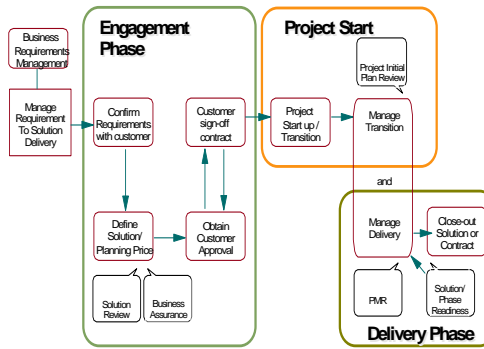 Engagement
Phase
Project Start
Business
Requirements
Management
Project Initial
Plan Review
Manage
Requirement
To Solution
Delivery
Confirm
Requirements
with customer
Customer
sign-off
contract
Project
Start up /
Transition
Manage
Transition
and
Define
Solution/
Planning Price
Obtain
Customer
Approval
Manage
Delivery
Close-out
Solution or
Contract
Solution
Review
Business
Assurance
PMR
Solution/
Phase
Readiness
Delivery Phase